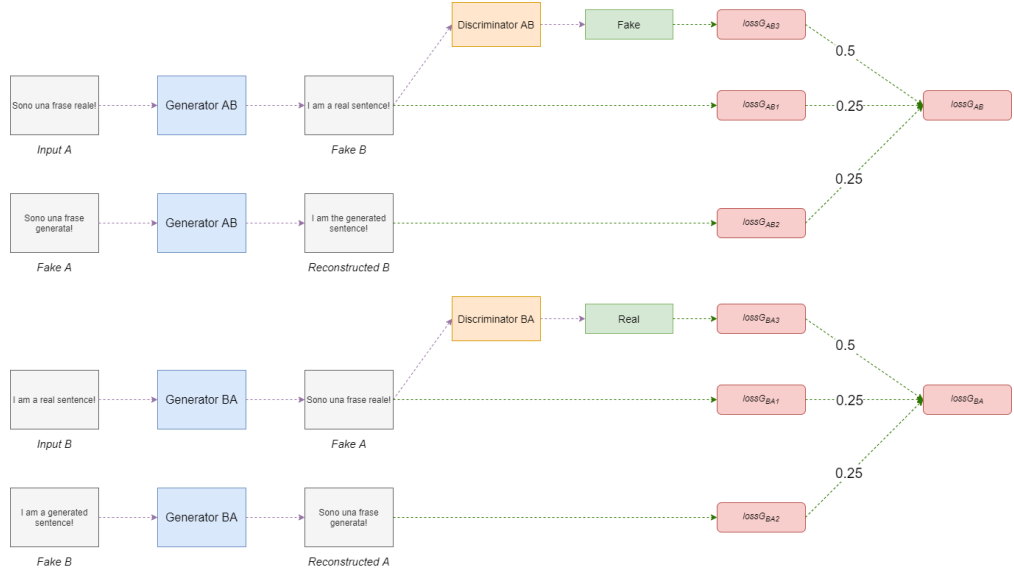 Discriminator AB
Fake
lossG_AB3
0.5
Sono una frase reale!
Generator AB
I am a real sentence!
lossG_AB1
0.25
lossG_AB
Input A
Fake B
0.25
Sono una frase
generata!
Generator AB
I am the generated
sentence!
lossG_AB2
Fake A
Reconstructed B
Discriminator BA
Real
lossG_BA3
0.5
I am a real sentence!
Generator BA
Sono una frase reale!
lossG_BA1
0.25
lossG_BA
Input B
Fake A
0.25
I am a generated
sentence!
Generator BA
Sono una frase
generata!
lossG_BA2
Fake B
Reconstructed A